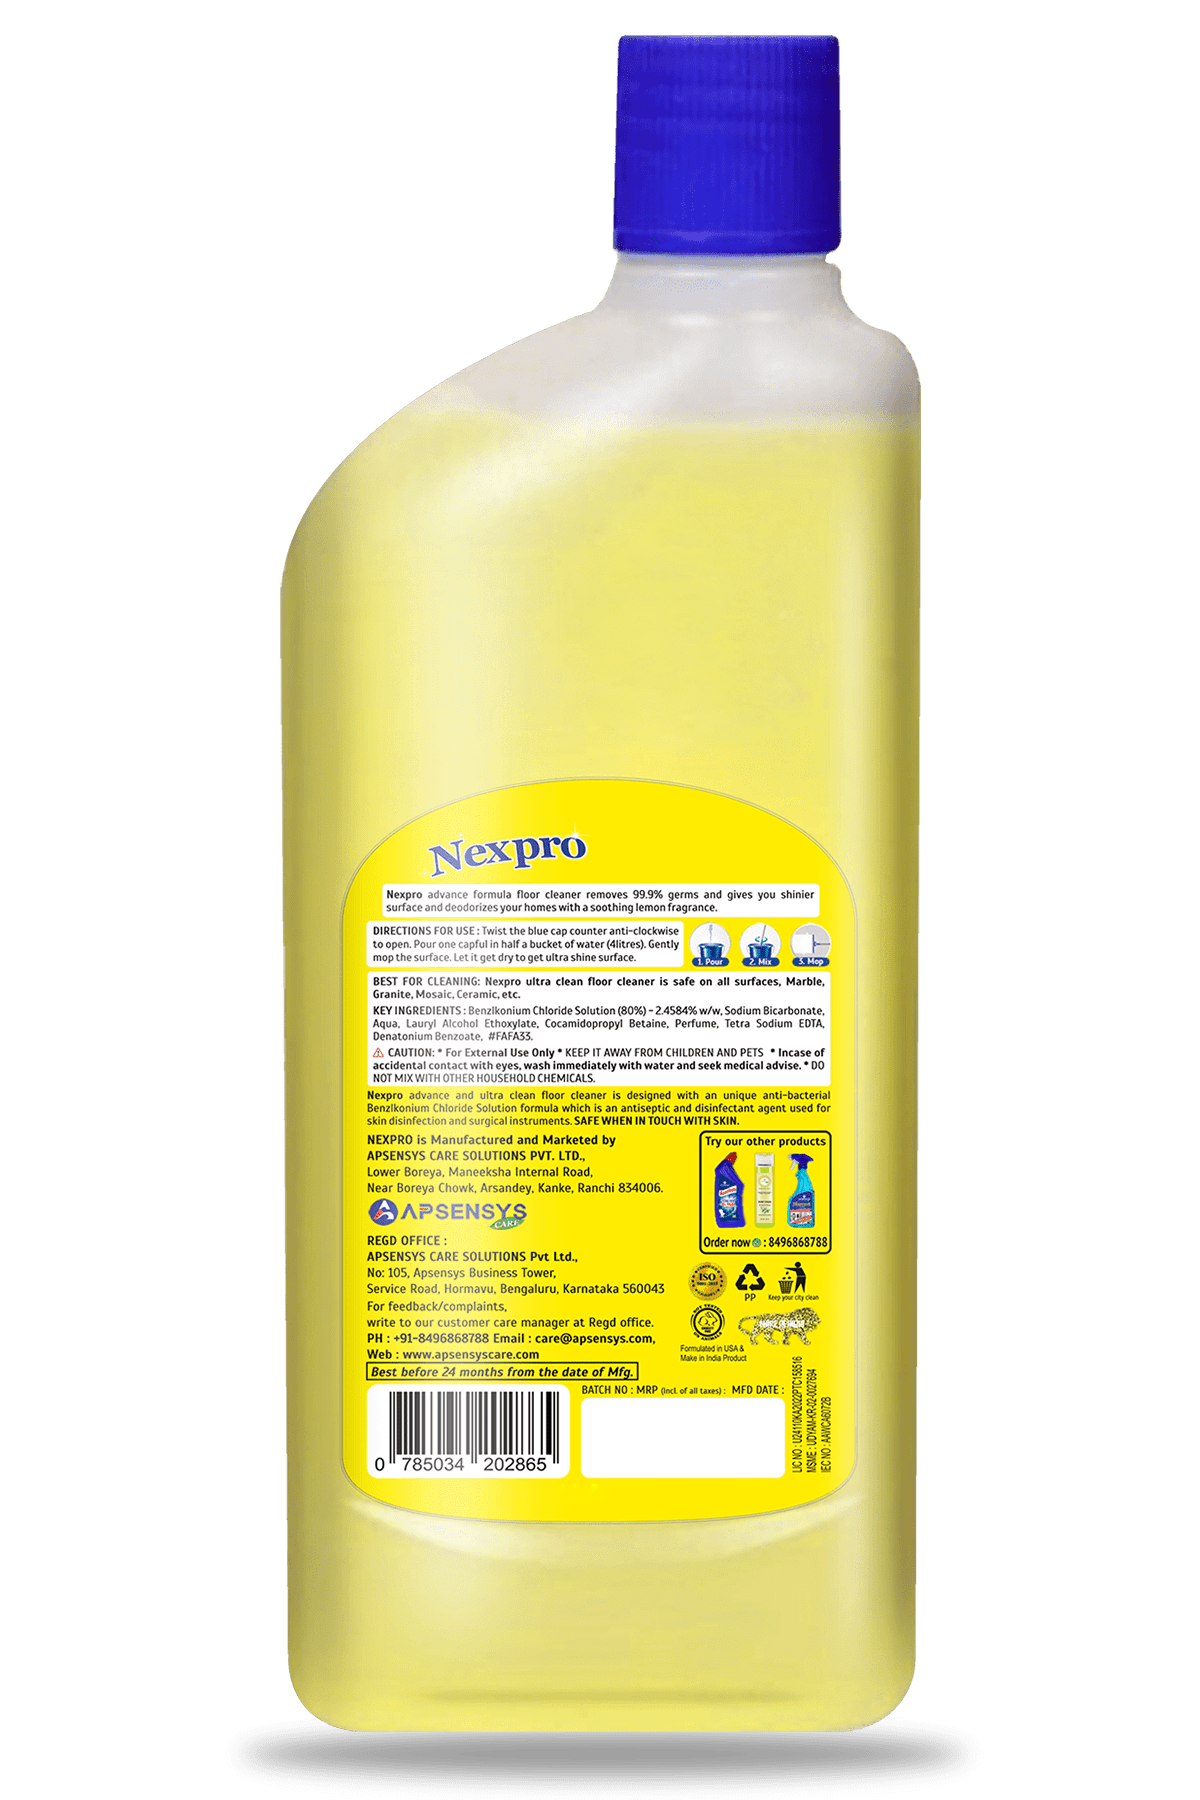 Nexpro
Nexpro advance formula floor cleaner removes 99.9% germs and gives you shinier
surface and deodorizes your homes with a soothing lemon fragrance.
DIRECTIONS FOR USE : Twist the blue cap counter anti-clockwise
to open. Pour one capful in half a bucket of water (4litres). Gently
mop the surface. Let it get dry to get ultra shine surface.
1. Pour
2. Mix
3. Mop
BEST FOR CLEANING: Nexpro ultra clean floor cleaner is safe on all surfaces, Marble,
Granite, Mosaic, Ceramic, etc.
KEY INGREDIENTS : Benzlkonium Chloride Solution (80%) - 2.4584% w/w, Sodium Bicarbonate,
Aqua, Lauryl Alcohol Ethoxylate, Cocamidopropyl Betaine, Perfume, Tetra Sodium EDTA,
Denatonium Benzoate, #FAFA33.
CAUTION: * For External Use Only * KEEP IT AWAY FROM CHILDREN AND PETS * Incase of
accidental contact with eyes, wash immediately with water and seek medical advise. * DO
NOT MIX WITH OTHER HOUSEHOLD CHEMICALS.
Nexpro advance and ultra clean floor cleaner is designed with an unique anti-bacterial
Benzlkonium Chloride Solution formula which is an antiseptic and disinfectant agent used for
skin disinfection and surgical instruments. SAFE WHEN IN TOUCH WITH SKIN.
NEXPRO is Manufactured and Marketed by
APSENSYS CARE SOLUTIONS PVT. LTD.,
Lower Boreya, Maneeksha Internal Road,
Near Boreya Chowk, Arsandey, Kanke, Ranchi 834006.
APSENSYS
CARE
REGD OFFICE :
APSENSYS CARE SOLUTIONS Pvt Ltd.,
No: 105, Apsensys Business Tower,
Service Road, Hormavu, Bengaluru, Karnataka 560043
For feedback/complaints,
write to our customer care manager at Regd office.
PH : +91-8496868788 Email : care@apsensys.com,
Web : www.apsensyscare.com
Best before 24 months from the date of Mfg.
Try our other products
Order now : 8496868788
ISO
PP
Keep your city clean
MAKE IN INDIA
Formulated in USA &
Make in India Product
BATCH NO : MRP (Incl. of all taxes) : MFD DATE :
0 785034 202865
LIC NO : U24110KA2022PTC158516
MSME : UDYAM-KR-02-0027694
IEC NO : AAWCA6072B